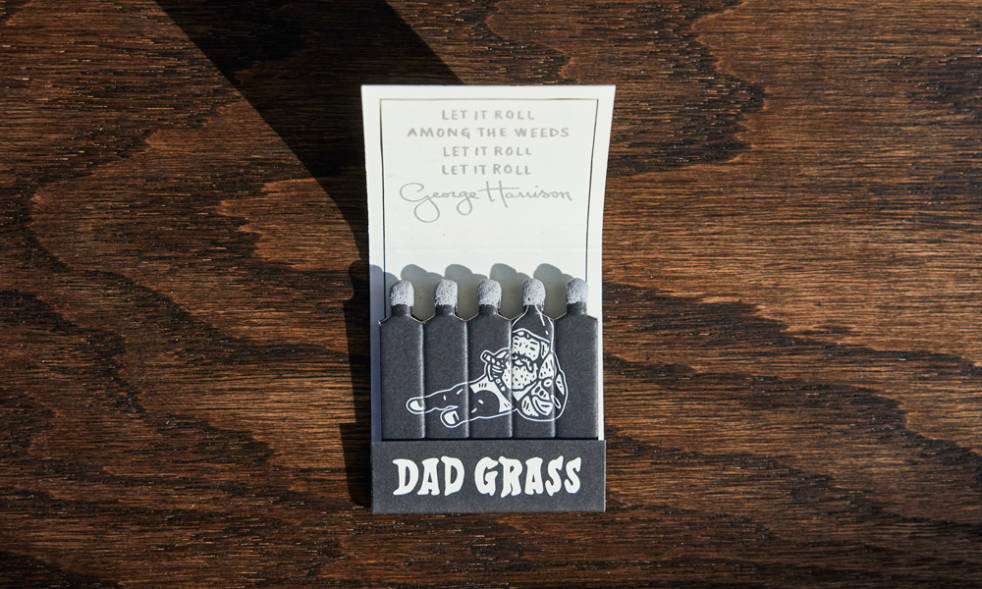 LET IT ROLL
AMONG THE WEEDS
LET IT ROLL
LET IT ROLL
George Harrison
DAD GRASS